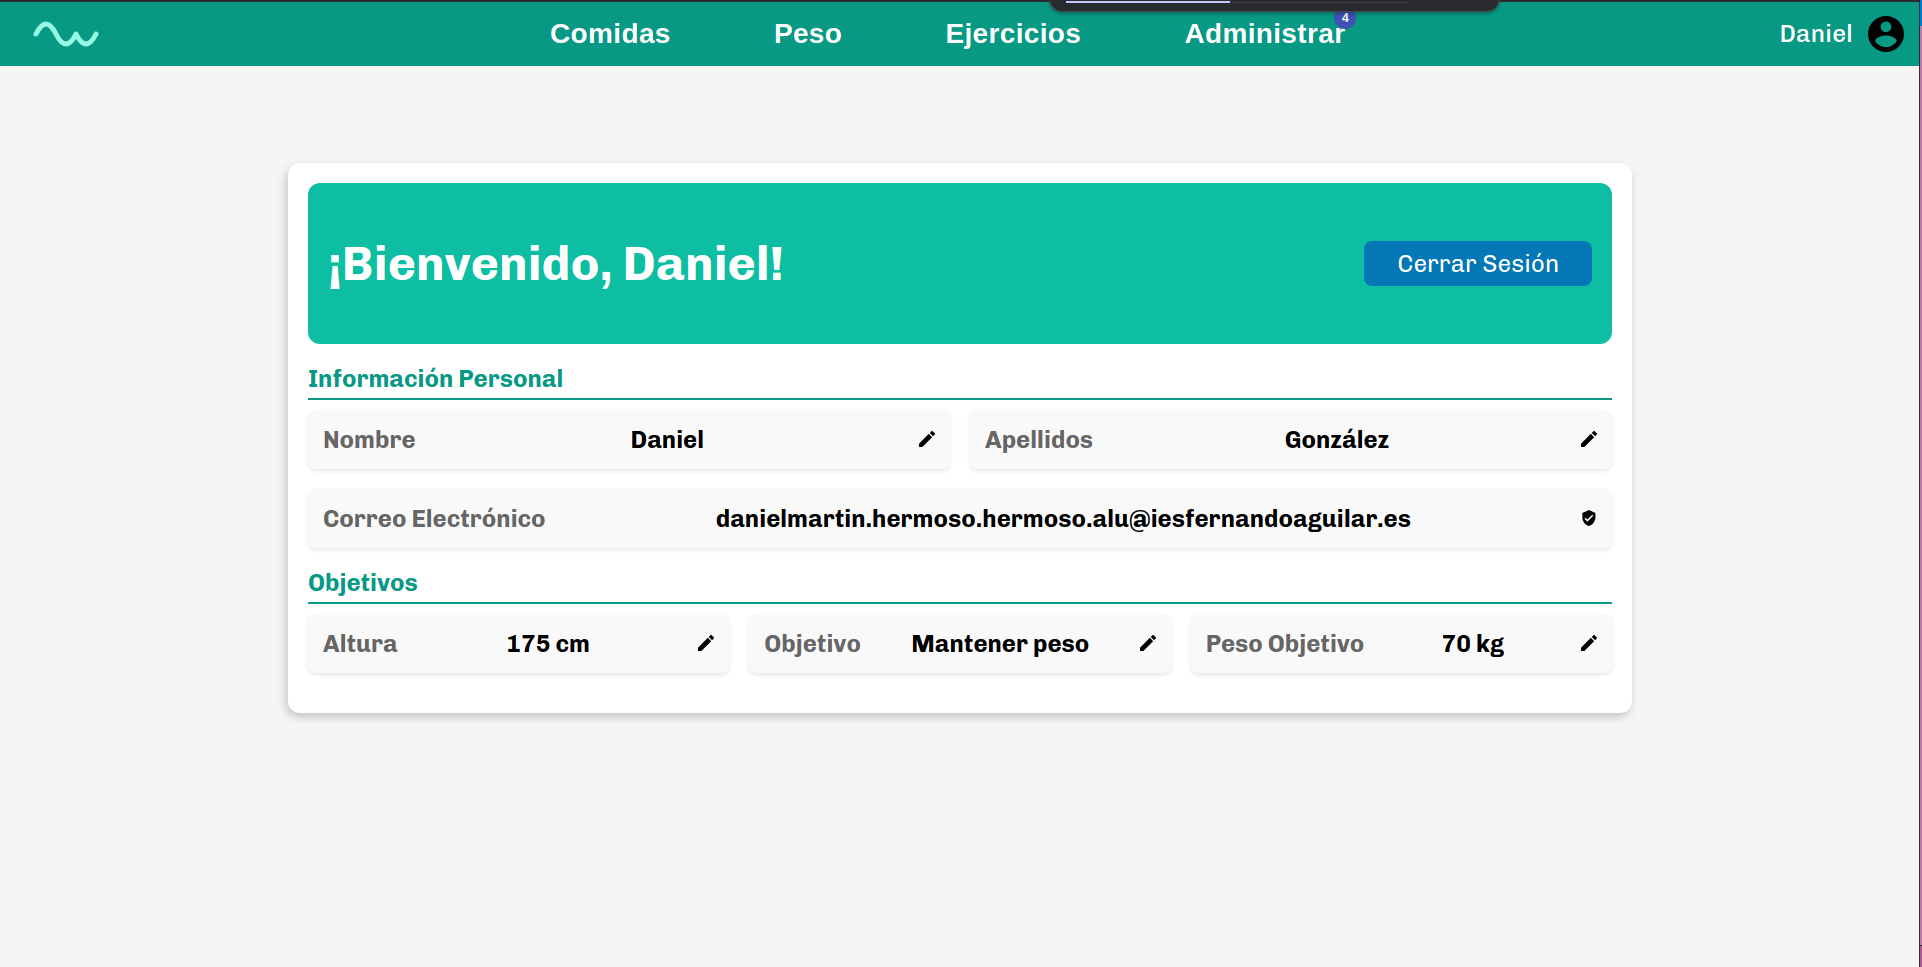 Comidas Peso Ejercicios Administrar 4 Daniel
¡Bienvenido, Daniel! Cerrar Sesión
Información Personal
Nombre Daniel Apellidos González
Correo Electrónico danielmartin.hermoso.hermoso.alu@iesfernandoaguilar.es
Objetivos
Altura 175 cm Objetivo Mantener peso Peso Objetivo 70 kg